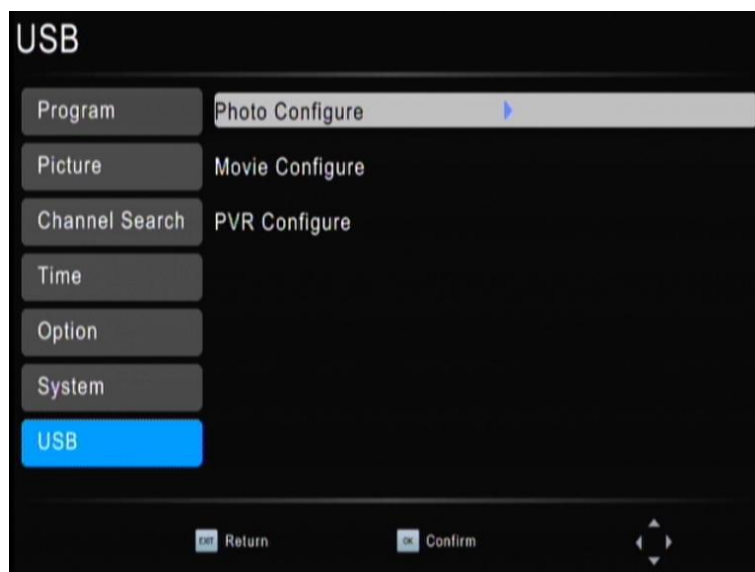 USB
Program
Photo Configure
Picture
Movie Configure
Channel Search
PVR Configure
Time
Option
System
USB
EXIT Return
OK Confirm